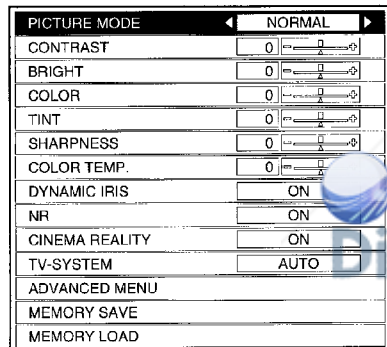 PICTURE MODE NORMAL
CONTRAST 0
BRIGHT 0
COLOR 0
TINT 0
SHARPNESS 0
COLOR TEMP. 0
DYNAMIC IRIS ON
NR ON
CINEMA REALITY ON
TV-SYSTEM AUTO
ADVANCED MENU
MEMORY SAVE
MEMORY LOAD
Di